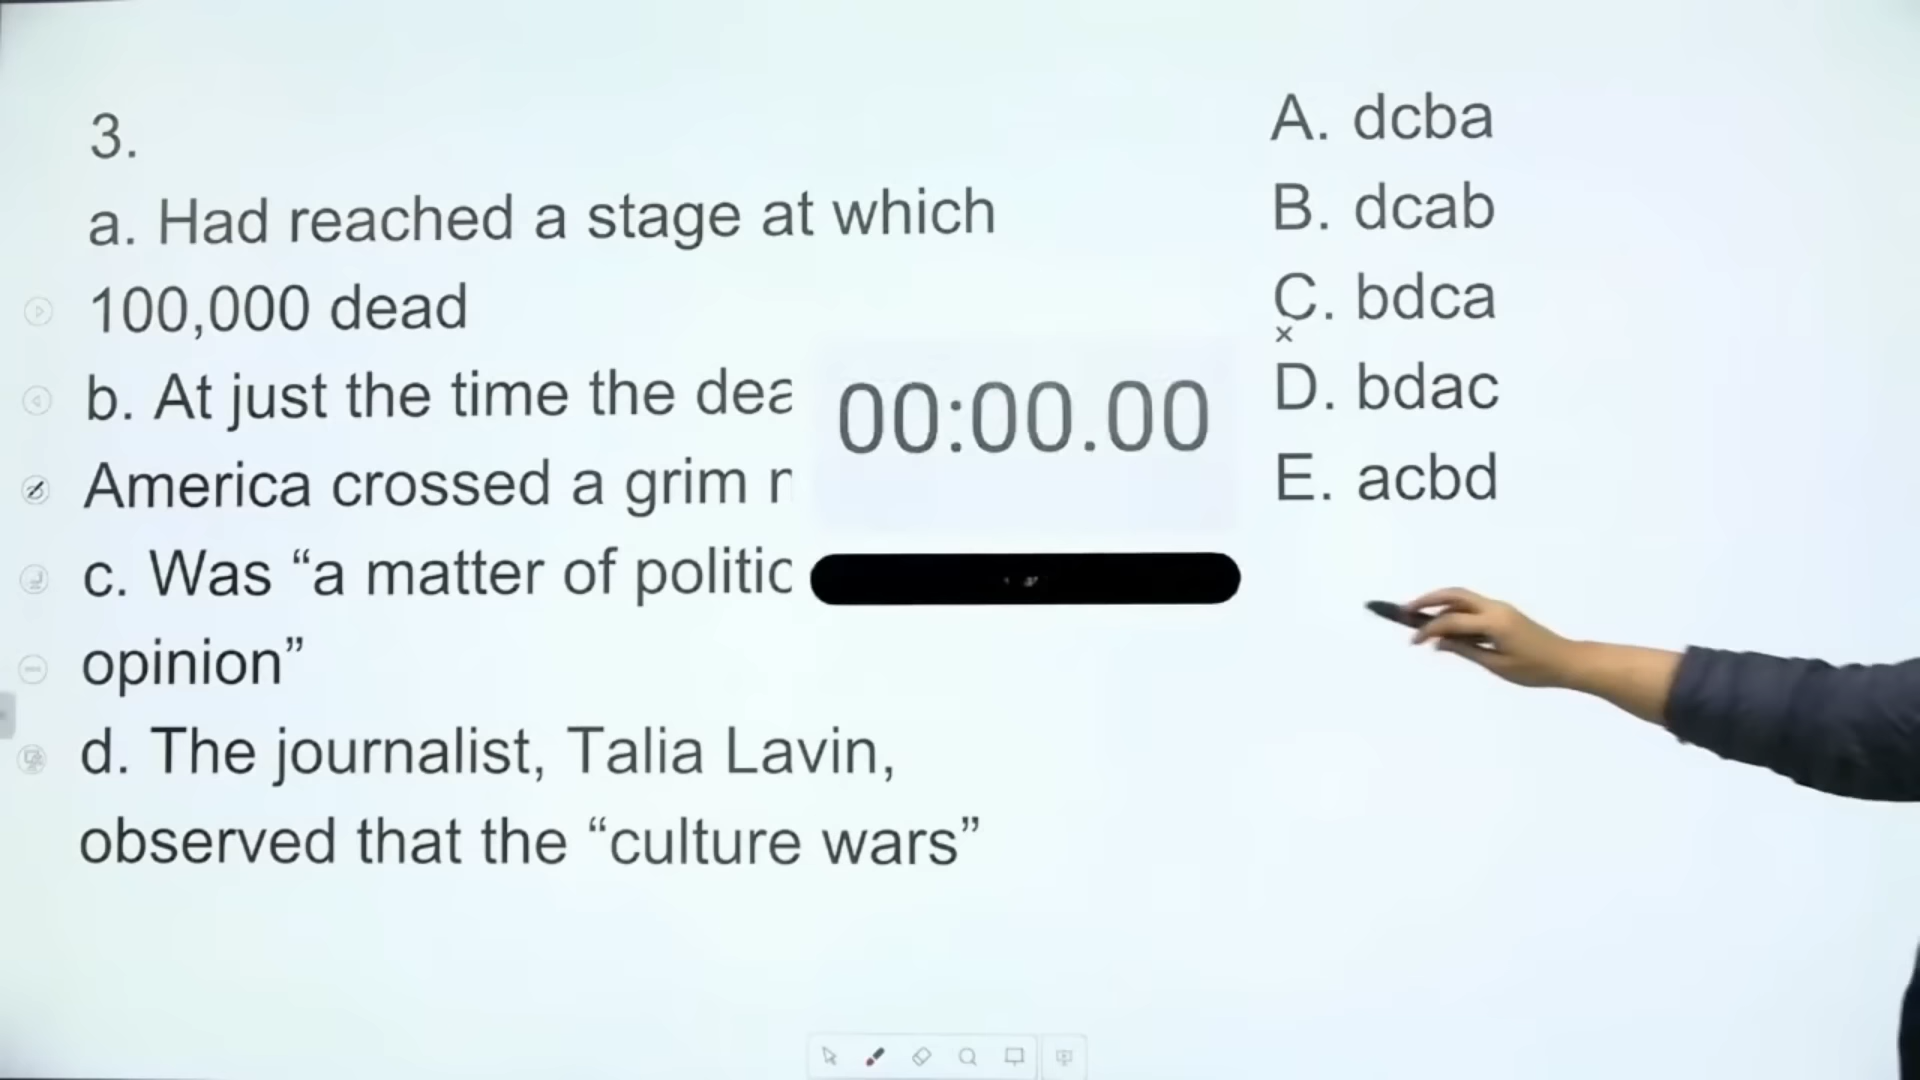 3.
a. Had reached a stage at which
100,000 dead
b. At just the time the
America crossed a grim
c. Was “a matter of
opinion”
d. The journalist, Talia Lavin,
observed that the “culture wars”
00:00.00
A. dcba
B. dcab
C. bdca
D. bdac
E. acbd